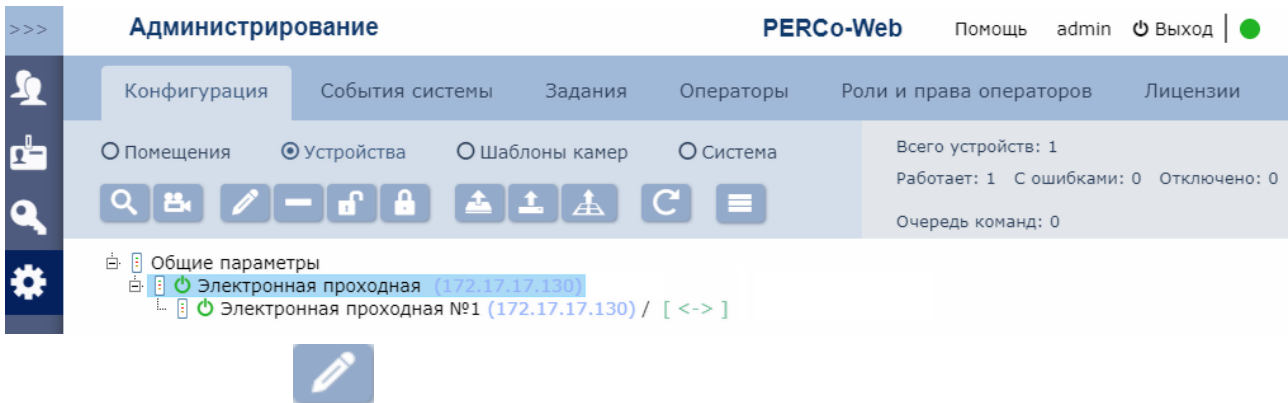 >>> Администрирование PERCo-Web Помощь admin Выход
Конфигурация События системы Задания Операторы Роли и права операторов Лицензии
Помещения Устройства Шаблоны камер Система
Всего устройств: 1
Работает: 1 С ошибками: 0 Отключено: 0
Очередь команд: 0
Общие параметры
Электронная проходная (172.17.17.130)
Электронная проходная №1 (172.17.17.130) / [ <-> ]